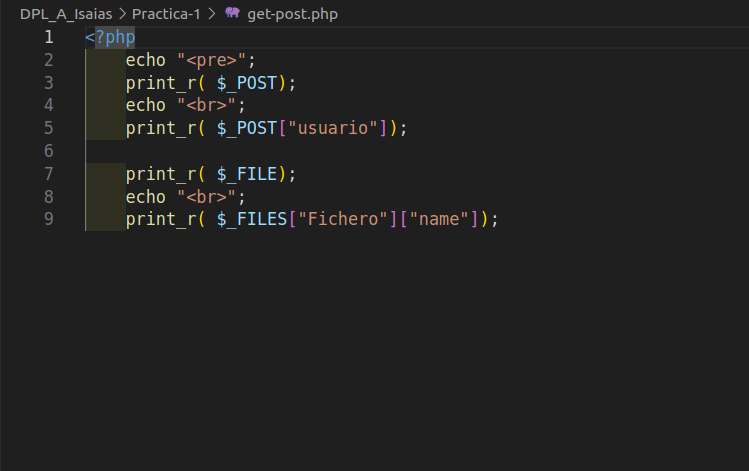 DPL_A_Isaias > Practica-1 > get-post.php
1 <?php
2 echo "<pre>";
3 print_r( $_POST);
4 echo "<br>";
5 print_r( $_POST["usuario"]);
6
7 print_r( $_FILE);
8 echo "<br>";
9 print_r( $_FILES["Fichero"]["name"]);